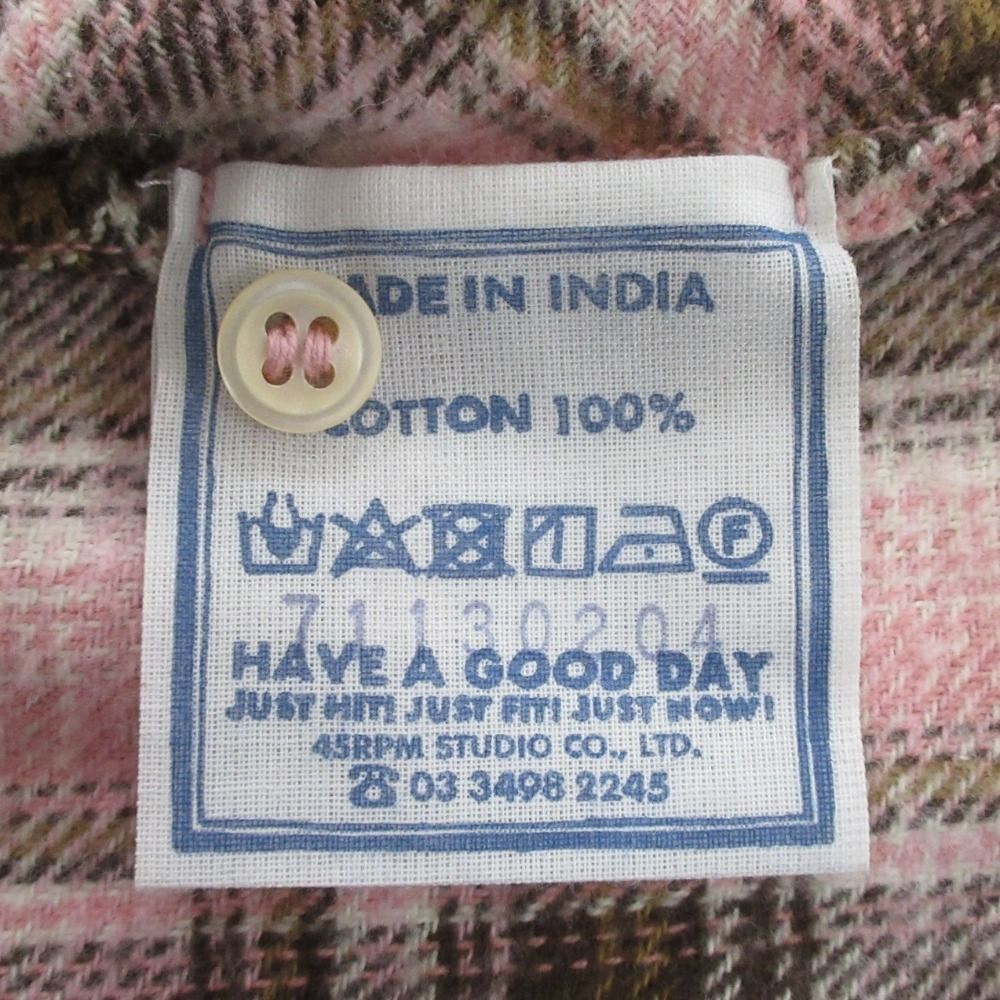 MADE IN INDIA
COTTON 100%
F
71130204
HAVE A GOOD DAY
JUST HIT! JUST FIT! JUST NOW!
45RPM STUDIO CO., LTD.
☎ 03 3498 2245